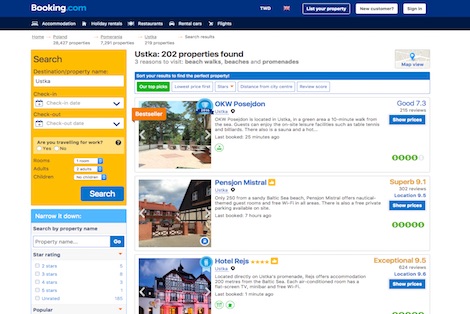 Booking.com
TWD
List your property
New customer?
Sign in
Accommodation
Holiday rentals
Restaurants
Rental cars
Flights
Home
Poland
Pomerania
Ustka
Search results
28,427 properties
7,291 properties
219 properties
Search
Destination/property name:
Ustka
Check-in
Check-in date
Check-out
Check-out date
Are you travelling for work?
Yes
No
Rooms
1 room
Adults
2 adults
Children
No children
Search
Narrow it down:
Search by property name
Property name...
Go
Star rating
2 stars
3 stars
4 stars
5 stars
Unrated
Popular
Ustka: 202 properties found
3 reasons to visit: beach walks, beaches and promenades
Map view
Sort your results to find the perfect property!
Our top picks
Lowest price first
Stars
Distance from city centre
Review score
Bestseller
OKW Posejdon
Ustka
OKW Posejdon is located in Ustka, in a green area a 10-minute walk from
the sea. Guests can enjoy the on-site leisure facilities such as table tennis
and billiards. There also is a sauna and a hot...
Last booked: 25 minutes ago
Good 7.3
215 reviews
Show prices
Pension Mistral
Ustka
Only 250 from a sandy Baltic Sea beach, Pension Mistral offers nautical-
themed guest rooms and free Wi-Fi in all areas. There is also a free private
parking available on site.
Last booked: 7 hours ago
Superb 9.1
302 reviews
Location 9.5
Show prices
Hotel Rejs
Ustka
Located directly on Ustka's promenade, Rejs offers accommodation
200 metres from the Baltic Sea. Each air-conditioned room has a
flat-screen TV, minibar and free Wi-Fi.
Last booked: 1 minute ago
Exceptional 9.5
624 reviews
Location 9.6
Show prices